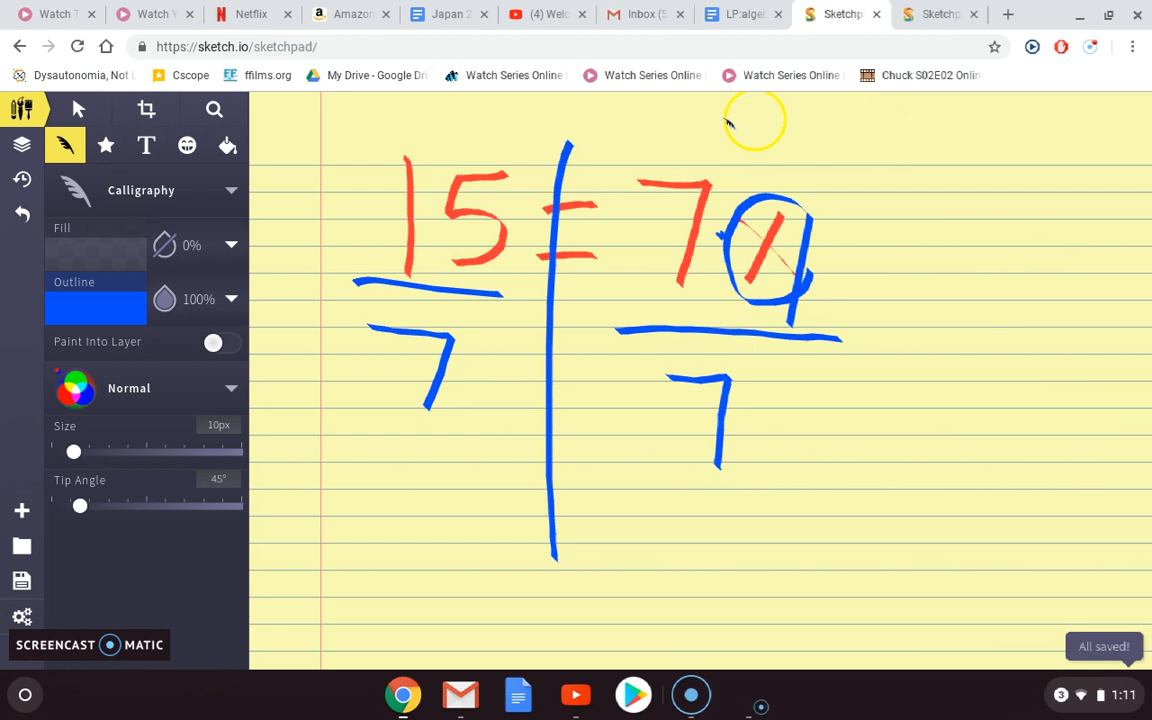 Watch T
Watch Y
Netflix
Amazon
Japan 2
(4) Welc
Inbox (5
LP:alge
Sketchp
Sketchp
https://sketch.io/sketchpad/
Dysautonomia, Not L
Cscope
EF ffilms.org
My Drive - Google Dri
Watch Series Online
Watch Series Online
Watch Series Online
Chuck S02E02 Onlin
T
Calligraphy
Fill
0%
Outline
100%
Paint Into Layer
Normal
Size 10px
Tip Angle 45°
15 = 7
7 7
SCREENCAST MATIC
All saved!
3 1:11